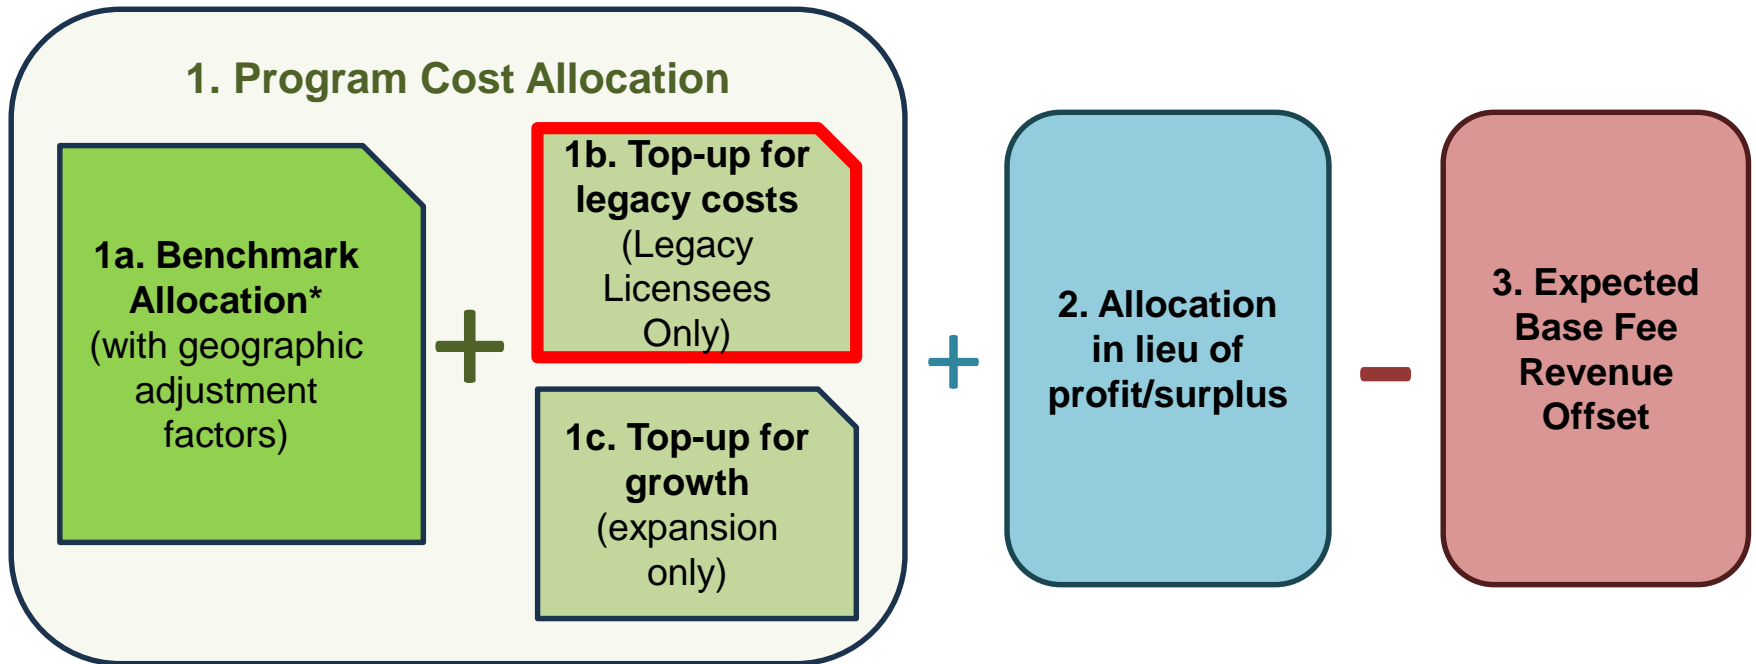 1. Program Cost Allocation
1a. Benchmark
Allocation*
(with geographic
adjustment
factors)
+
1b. Top-up for
legacy costs
(Legacy
Licensees
Only)
1c. Top-up for
growth
(expansion
only)
+
2. Allocation
in lieu of
profit/surplus
−
3. Expected
Base Fee
Revenue
Offset